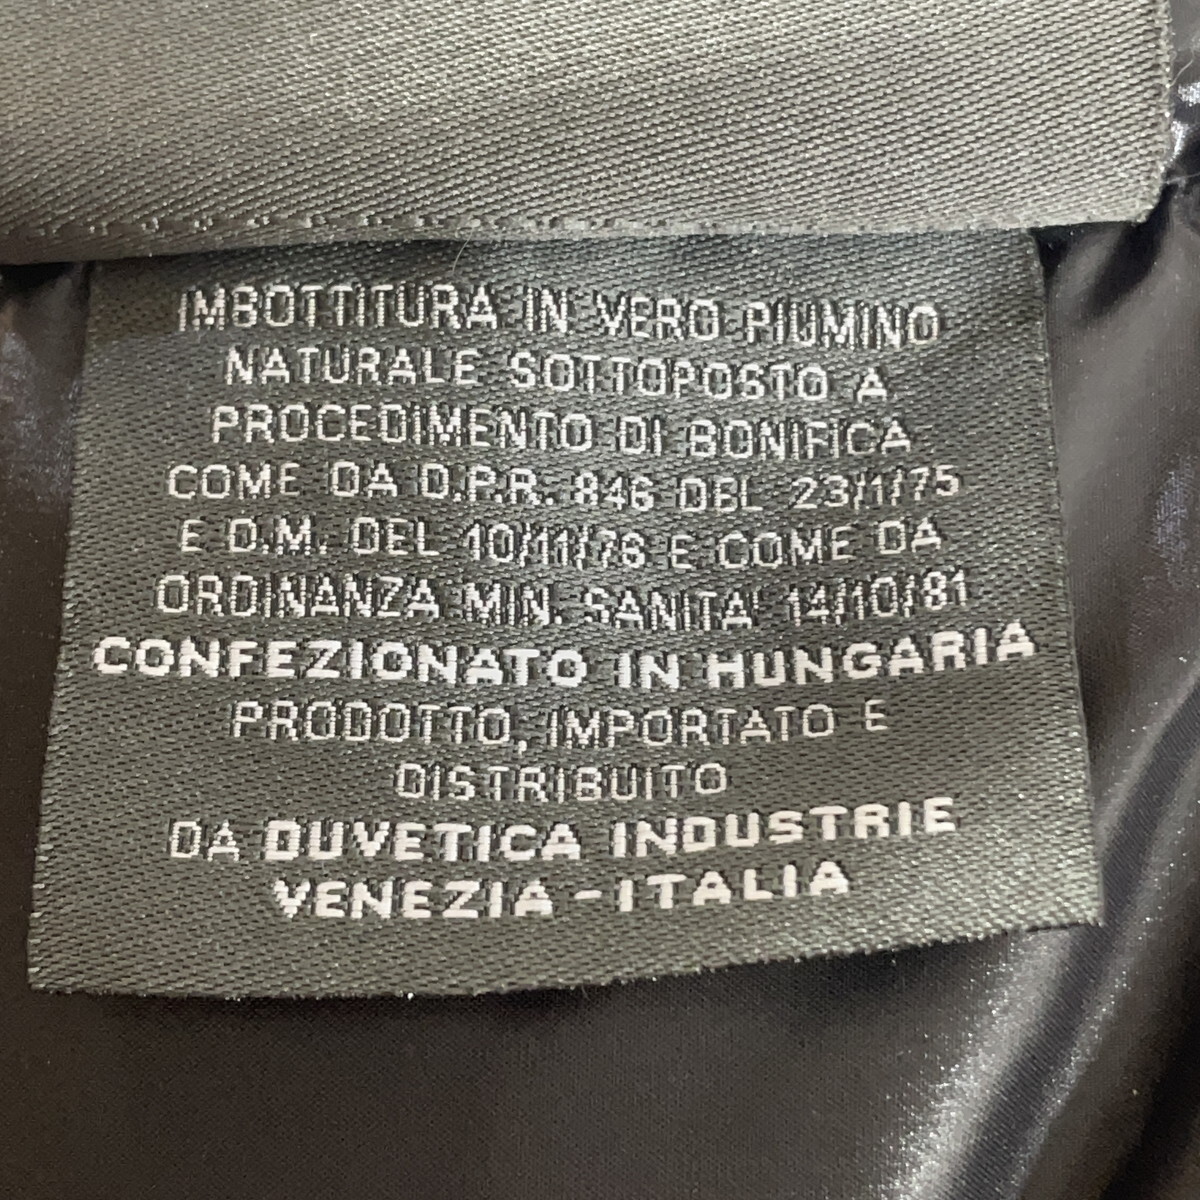 IMBOTTITURA IN VERO PIUMINO
NATURALE SOTTOPOSTO A
PROCEDIMENTO DI BONIFICA
COME DA D.P.R. 846 DEL 23/1/75
E D.M. DEL 10/11/76 E COME DA
ORDINANZA MIN. SANITA' 14/10/81
CONFEZIONATO IN HUNGARIA
PRODOTTO, IMPORTATO E
DISTRIBUITO
DA DUVETICA INDUSTRIE
VENEZIA - ITALIA